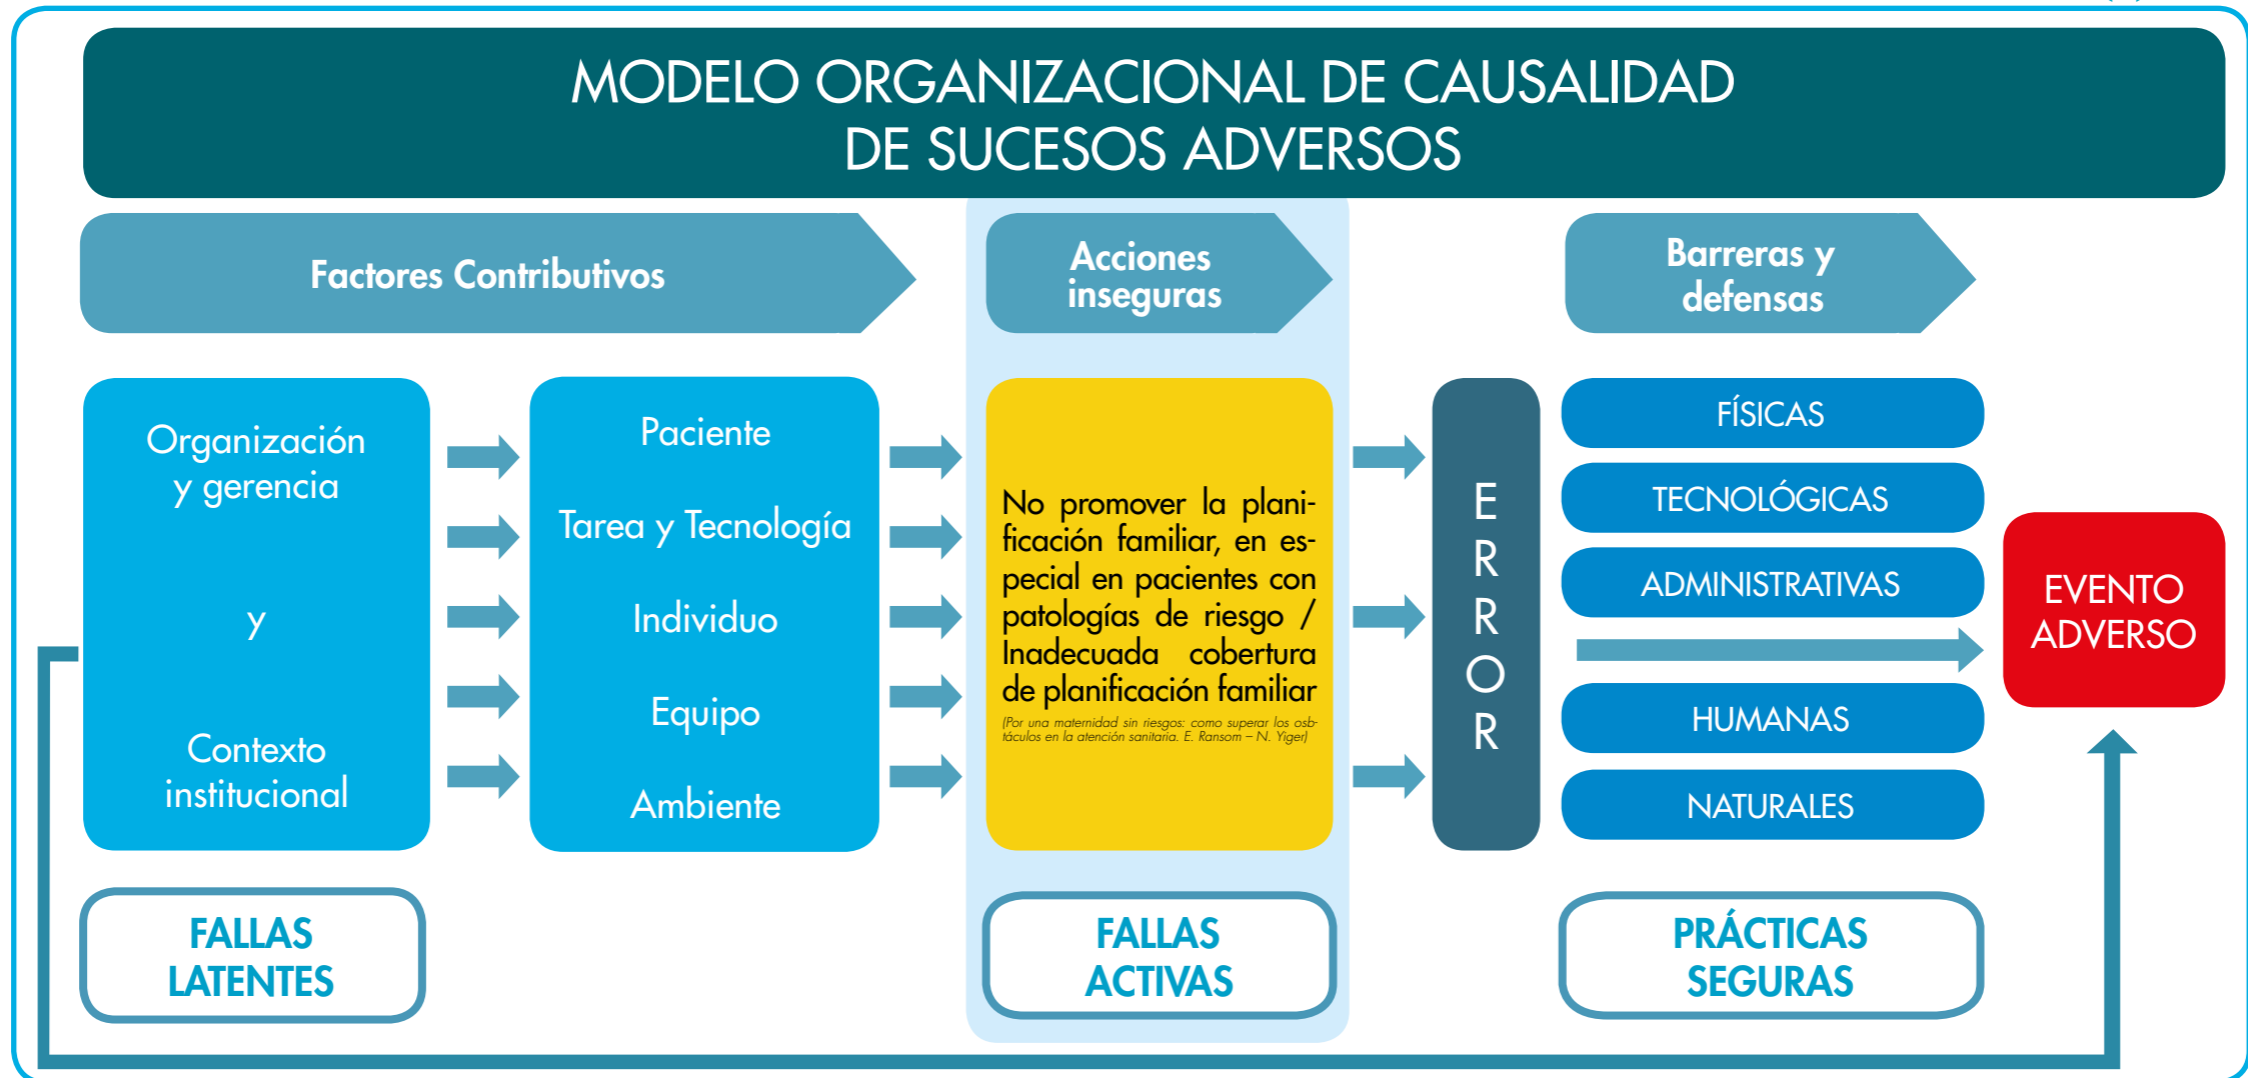 MODELO ORGANIZACIONAL DE CAUSALIDAD
DE SUCESOS ADVERSOS
Factores Contributivos
Acciones
inseguras
Barreras y
defensas
Organización
y gerencia
y
Contexto
institucional
Paciente
Tarea y Tecnología
Individuo
Equipo
Ambiente
No promover la plani-
ficación familiar, en es-
pecial en pacientes con
patologías de riesgo /
Inadecuada cobertura
de planificación familiar
(Por una maternidad sin riesgos: como superar los osb-
táculos en la atención sanitaria. E. Ransom – N. Yiger)
E
R
R
O
R
FÍSICAS
TECNOLÓGICAS
ADMINISTRATIVAS
HUMANAS
NATURALES
EVENTO
ADVERSO
FALLAS
LATENTES
FALLAS
ACTIVAS
PRÁCTICAS
SEGURAS